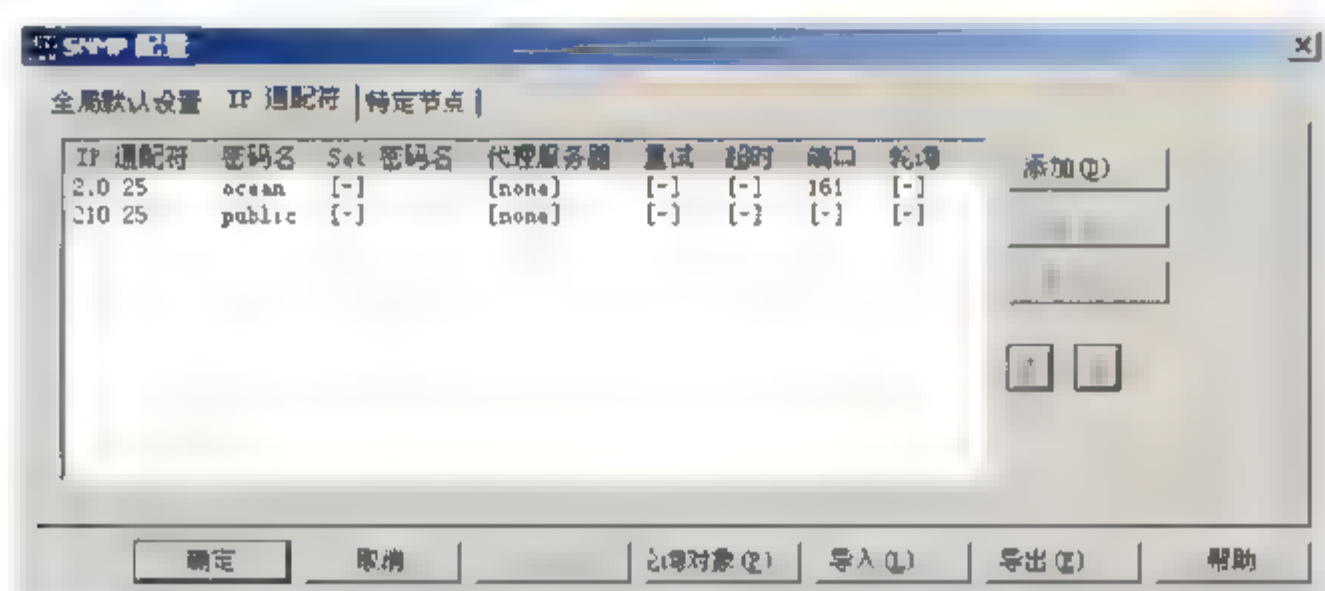 SNMP 配置
全局默认设置 IP 通配符 特定节点
IP 通配符 密码名 Set 密码名 代理服务器 重试 超时 端口 轮询
25 ocean [-] [none] [-] [-] 161 [-]
210 25 public [-] [none] [-] [-] [-] [-]
添加(D)
确定 取消 对象(P) 导入(L) 导出(E) 帮助